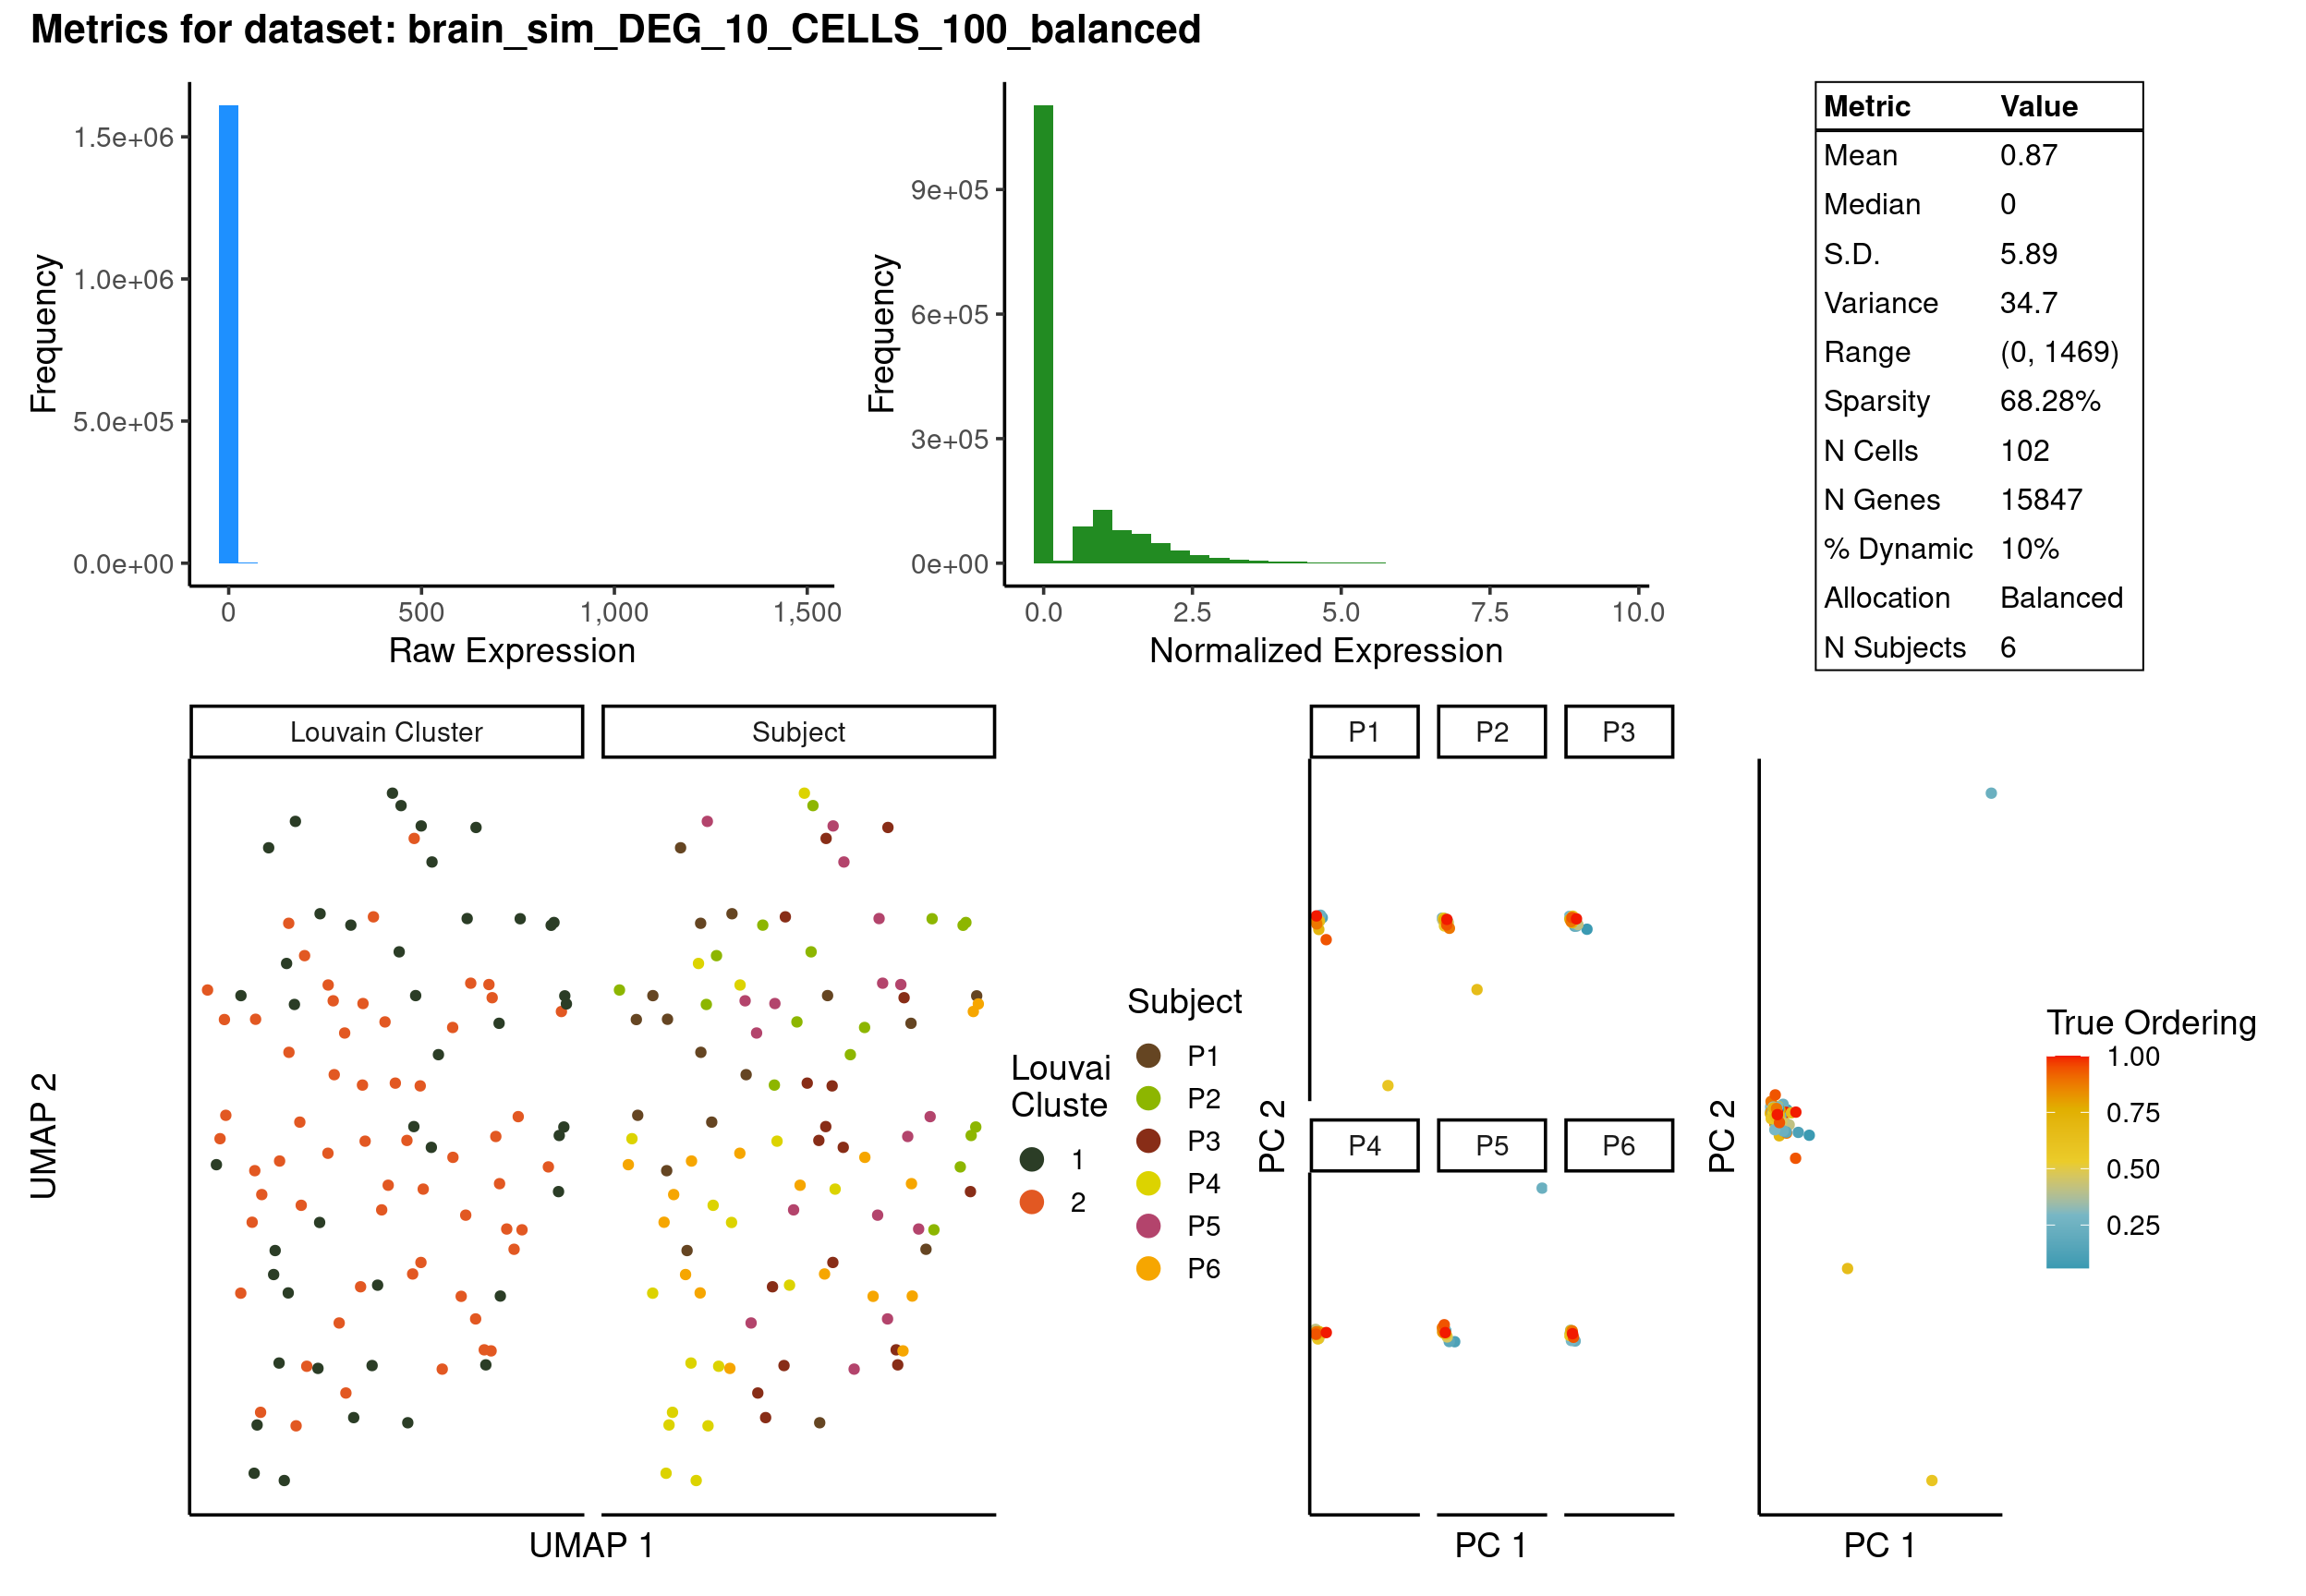 Metrics for dataset: brain_sim_DEG_10_CELLS_100_balanced
Frequency
1.5e+06
1.0e+06
5.0e+05
0.0e+00
0 500 1,000 1,500
Raw Expression
Frequency
9e+05
6e+05
3e+05
0e+00
0.0 2.5 5.0 7.5 10.0
Normalized Expression
Metric Value
Mean 0.87
Median 0
S.D. 5.89
Variance 34.7
Range (0, 1469)
Sparsity 68.28%
N Cells 102
N Genes 15847
% Dynamic 10%
Allocation Balanced
N Subjects 6
Louvain Cluster Subject
UMAP 2
UMAP 1
Louvai
Cluste
1
2
Subject
P1
P2
P3
P4
P5
P6
P1 P2 P3
P4 P5 P6
PC 2
PC 1
PC 2
PC 1
True Ordering
1.00
0.75
0.50
0.25